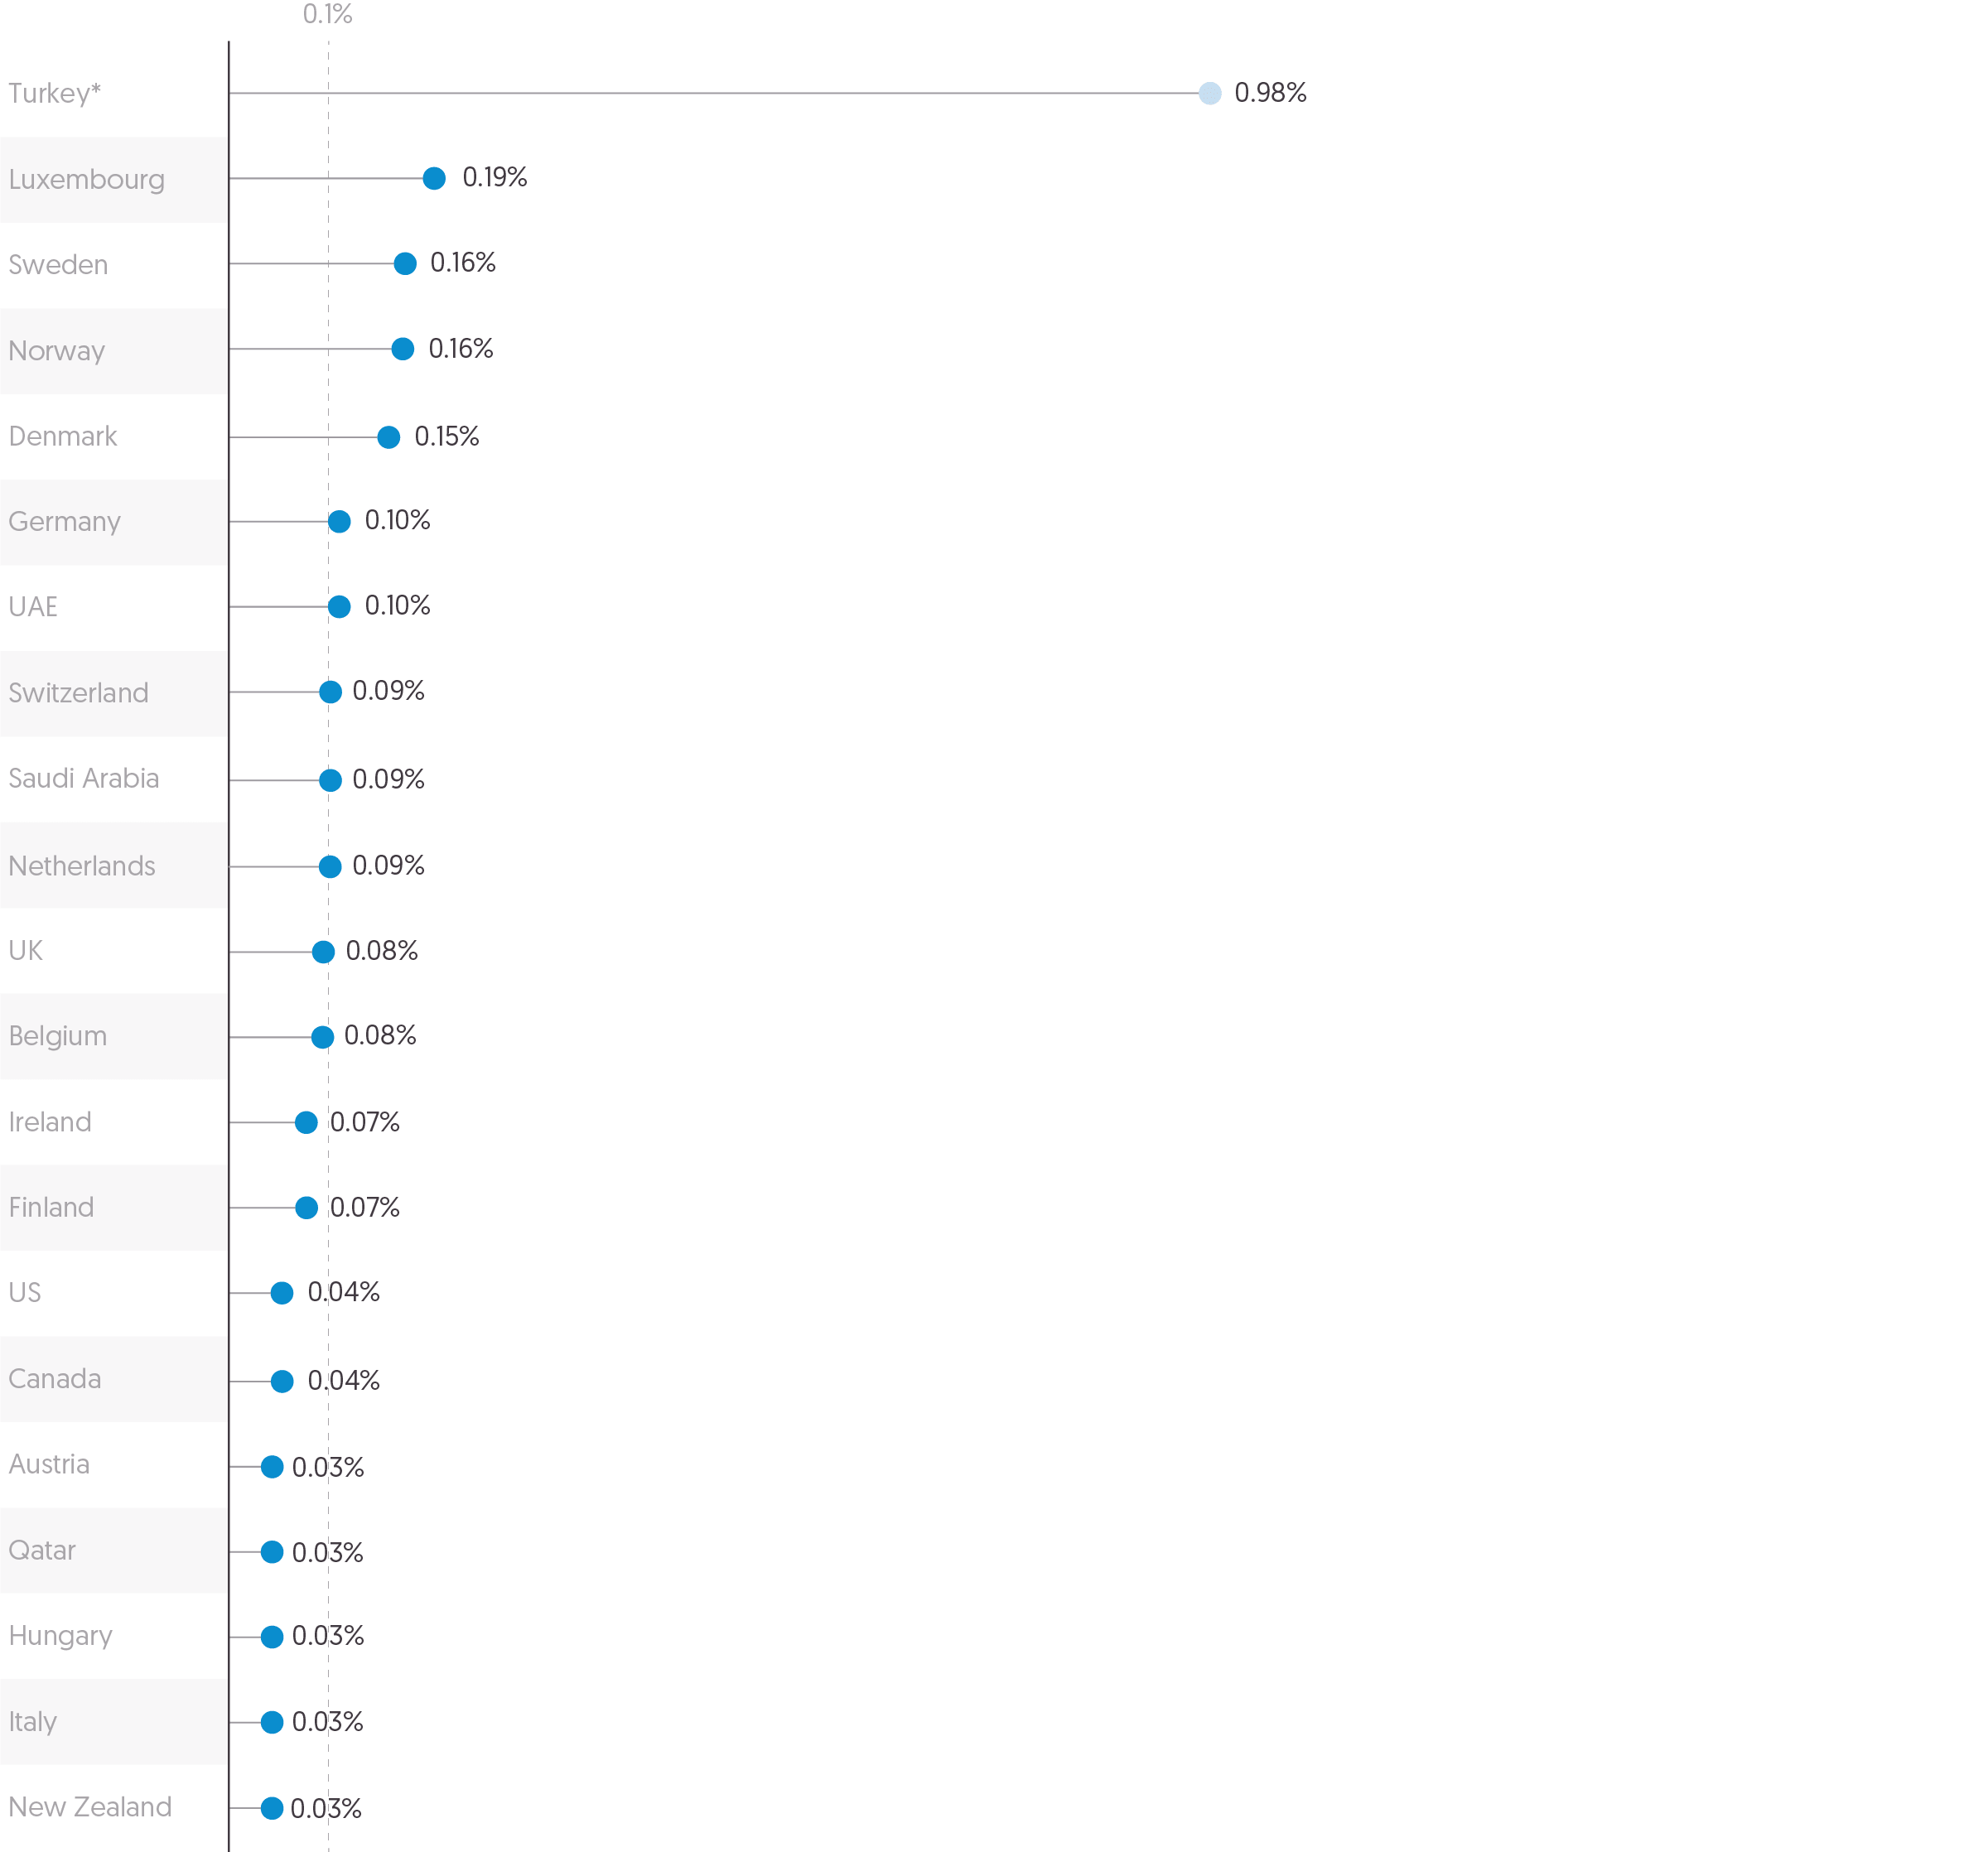 0.1%
Turkey* 0.98%
Luxembourg 0.19%
Sweden 0.16%
Norway 0.16%
Denmark 0.15%
Germany 0.10%
UAE 0.10%
Switzerland 0.09%
Saudi Arabia 0.09%
Netherlands 0.09%
UK 0.08%
Belgium 0.08%
Ireland 0.07%
Finland 0.07%
US 0.04%
Canada 0.04%
Austria 0.03%
Qatar 0.03%
Hungary 0.03%
Italy 0.03%
New Zealand 0.03%